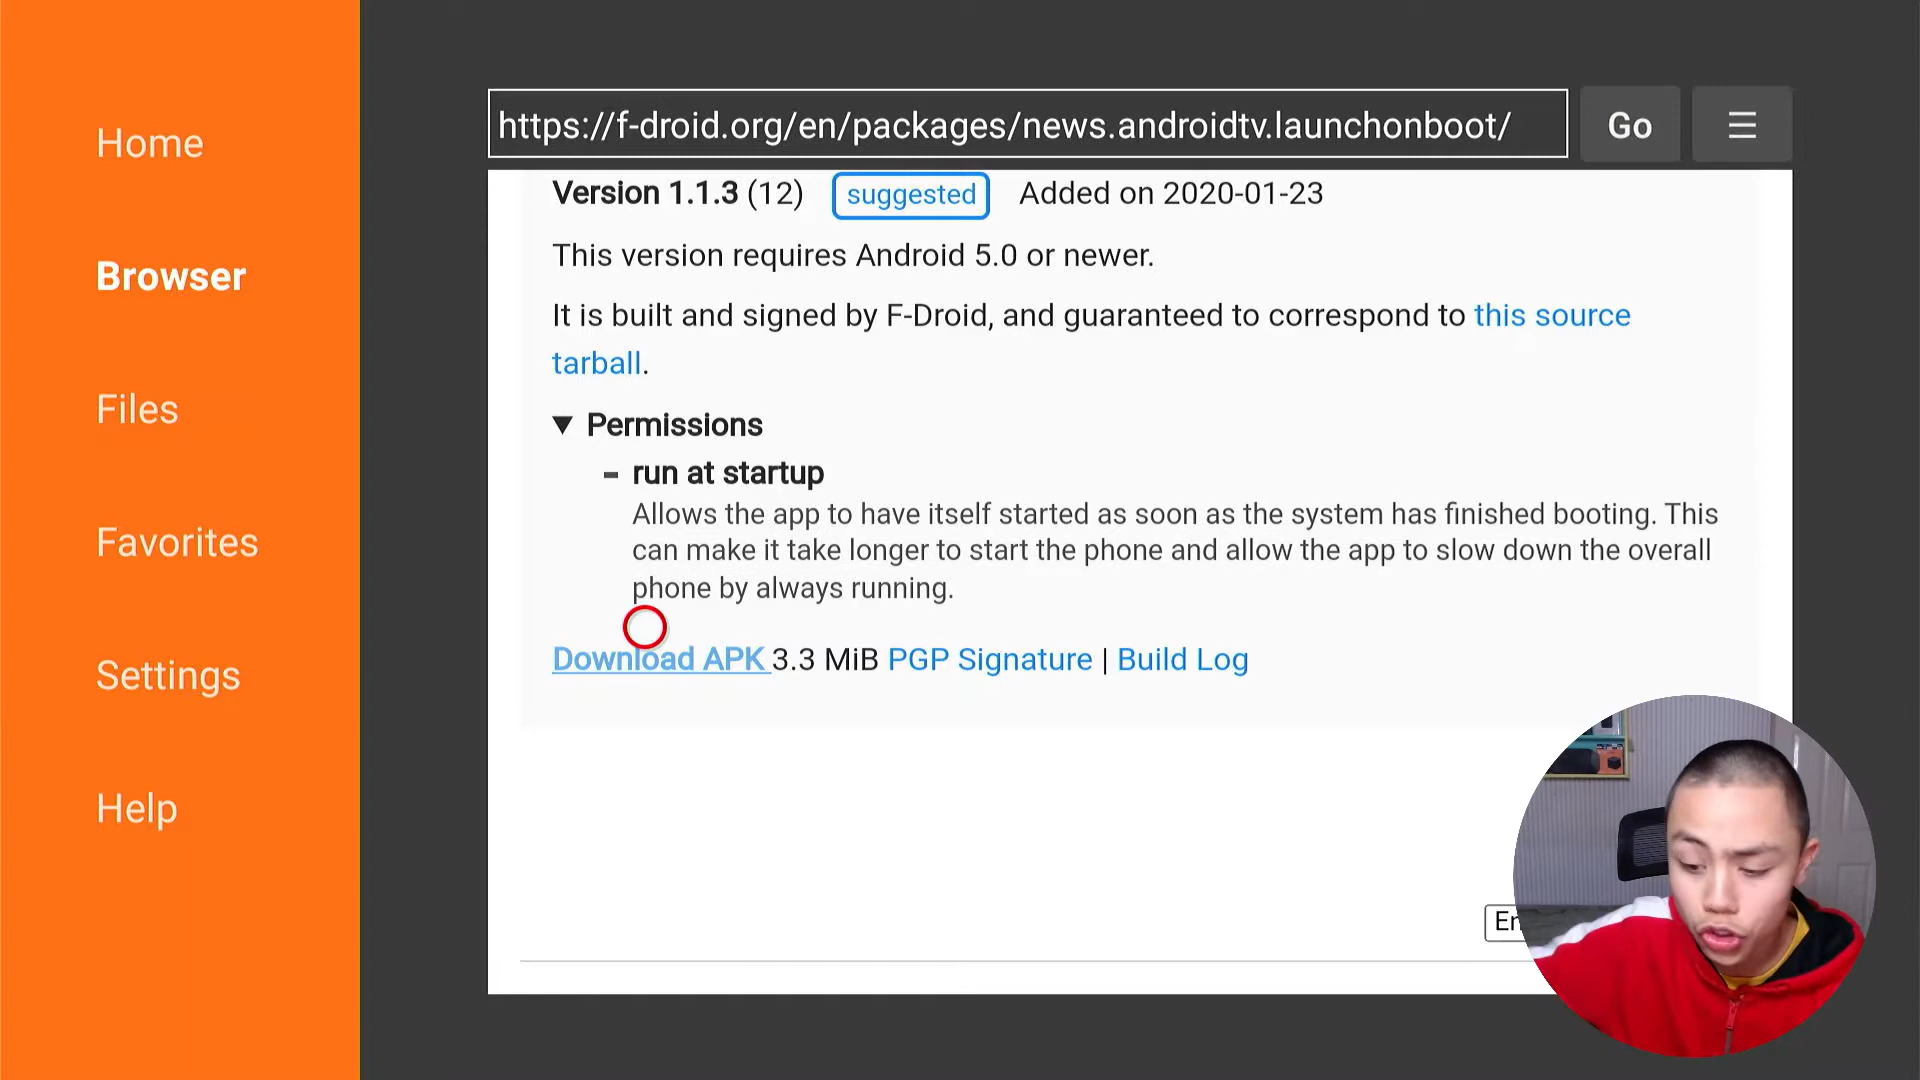 Home
Browser
Files
Favorites
Settings
Help
https://f-droid.org/en/packages/news.androidtv.launchonboot/
Go
Version 1.1.3 (12) suggested Added on 2020-01-23
This version requires Android 5.0 or newer.
It is built and signed by F-Droid, and guaranteed to correspond to this source
tarball.
Permissions
run at startup
Allows the app to have itself started as soon as the system has finished booting. This
can make it take longer to start the phone and allow the app to slow down the overall
phone by always running.
Download APK 3.3 MiB PGP Signature | Build Log